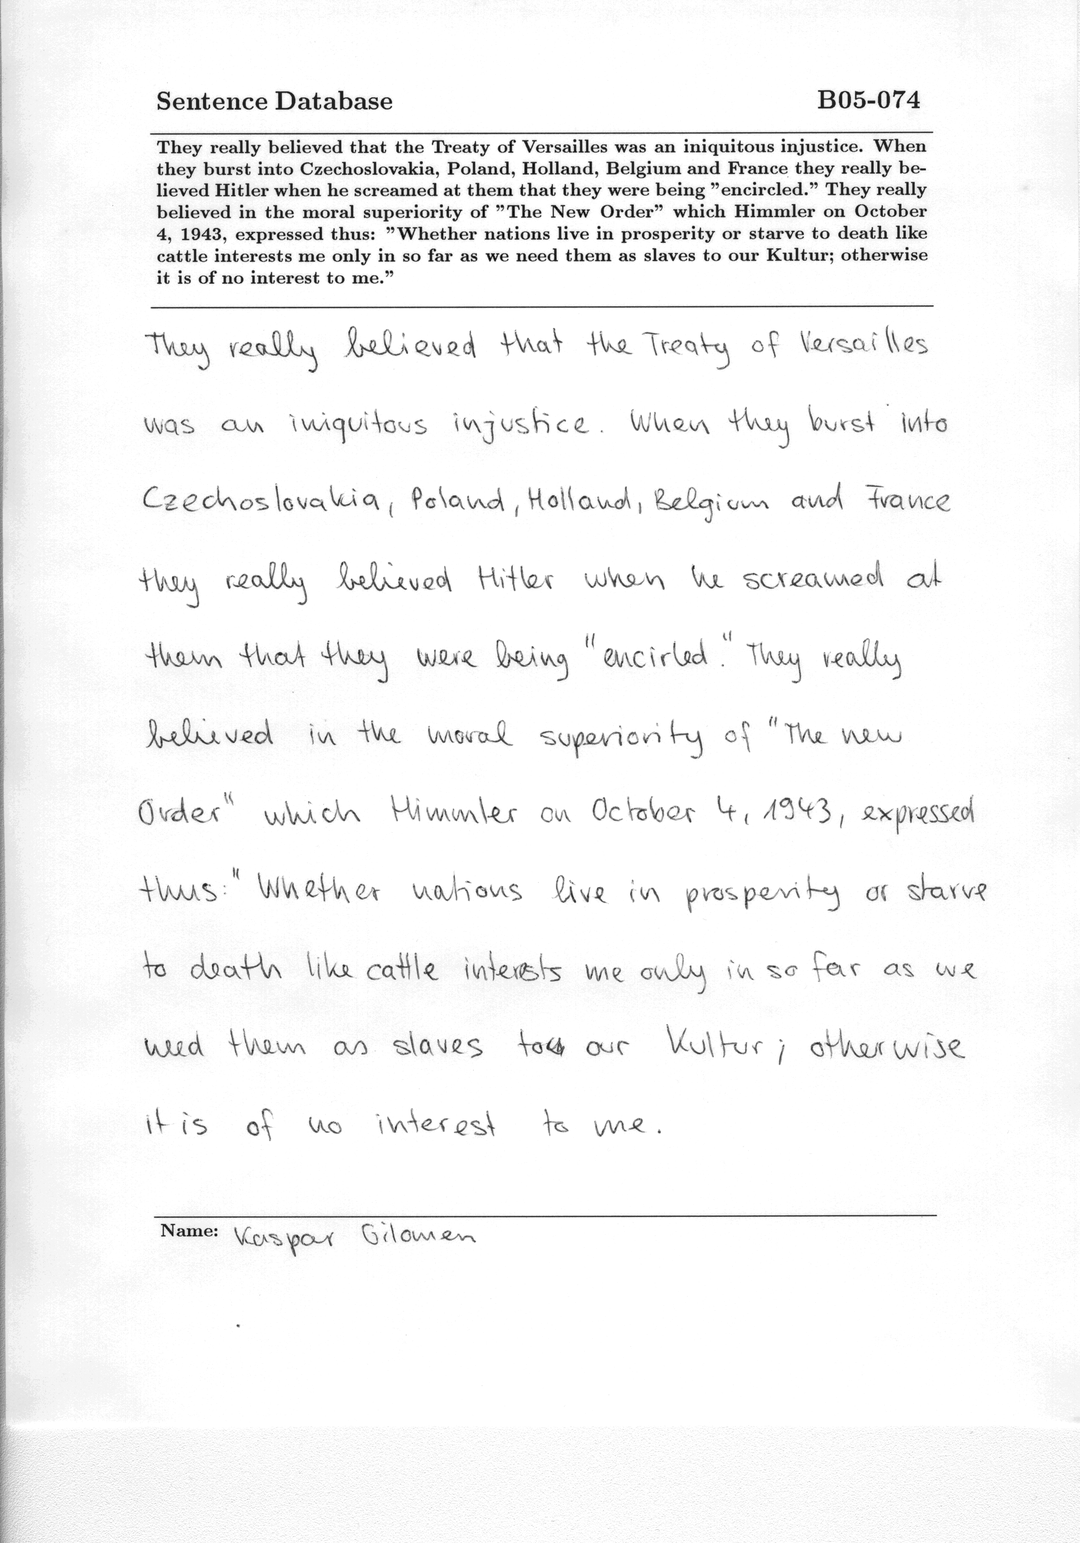 Sentence Database B05-074
They really believed that the Treaty of Versailles was an iniquitous injustice. When
they burst into Czechoslovakia, Poland, Holland, Belgium and France they really be-
lieved Hitler when he screamed at them that they were being "encircled." They really
believed in the moral superiority of "The New Order" which Himmler on October
4, 1943, expressed thus: "Whether nations live in prosperity or starve to death like
cattle interests me only in so far as we need them as slaves to our Kultur; otherwise
it is of no interest to me."
They really believed that the Treaty of Versailles
was an iniquitous injustice. When they burst into
Czechoslovakia, Poland, Holland, Belgium and France
they really believed Hitler when he screamed at
them that they were being "encirled." They really
believed in the moral superiority of "The new
Order" which Himmler on October 4, 1943, expressed
thus: "Whether nations live in prosperity or starve
to death like cattle interests me only in so far as we
need them as slaves to our Kultur; otherwise
it is of no interest to me.
Name: Kaspar Gilomen